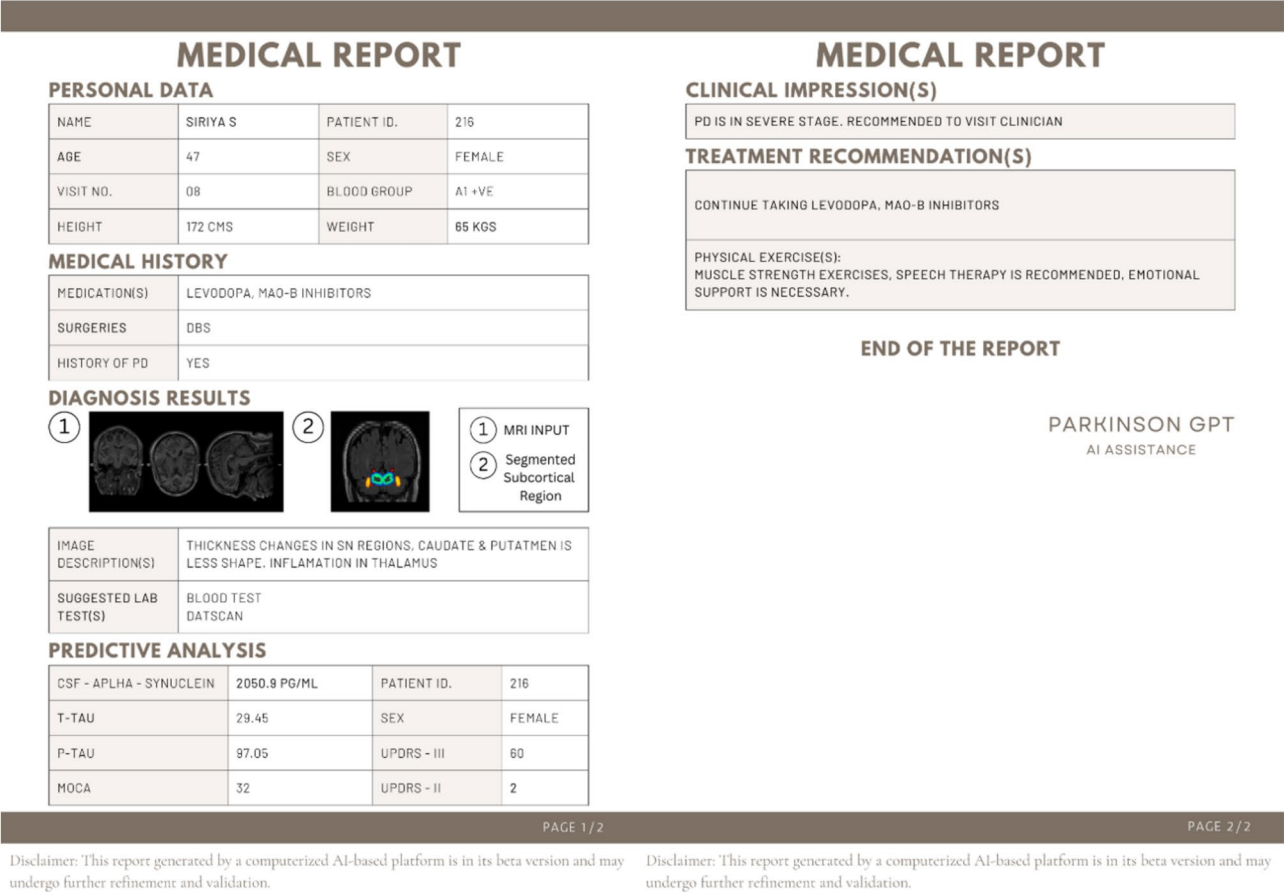 MEDICAL REPORT
PERSONAL DATA
NAME SIRIYA S PATIENT ID. 216
AGE 47 SEX FEMALE
VISIT NO. 08 BLOOD GROUP A1 +VE
HEIGHT 172 CMS WEIGHT 65 KGS
MEDICAL HISTORY
MEDICATION(S) LEVODOPA, MAO-B INHIBITORS
SURGERIES DBS
HISTORY OF PD YES
DIAGNOSIS RESULTS
1 2
1 MRI INPUT
2 Segmented
Subcortical
Region
IMAGE
DESCRIPTION(S)
THICKNESS CHANGES IN SN REGIONS, CAUDATE & PUTATMEN IS
LESS SHAPE. INFLAMATION IN THALAMUS
SUGGESTED LAB
TEST(S)
BLOOD TEST
DATSCAN
PREDICTIVE ANALYSIS
CSF - APLHA - SYNUCLEIN 2050.9 PG/ML PATIENT ID. 216
T-TAU 29.45 SEX FEMALE
P-TAU 97.05 UPDRS - III 60
MOCA 32 UPDRS - II 2
PAGE 1/2
Disclaimer: This report generated by a computerized AI-based platform is in its beta version and may
undergo further refinement and validation.
MEDICAL REPORT
CLINICAL IMPRESSION(S)
PD IS IN SEVERE STAGE. RECOMMENDED TO VISIT CLINICIAN
TREATMENT RECOMMENDATION(S)
CONTINUE TAKING LEVODOPA, MAO-B INHIBITORS
PHYSICAL EXERCISE(S):
MUSCLE STRENGTH EXERCISES, SPEECH THERAPY IS RECOMMENDED, EMOTIONAL
SUPPORT IS NECESSARY.
END OF THE REPORT
PARKINSON GPT
AI ASSISTANCE
PAGE 2/2
Disclaimer: This report generated by a computerized AI-based platform is in its beta version and may
undergo further refinement and validation.